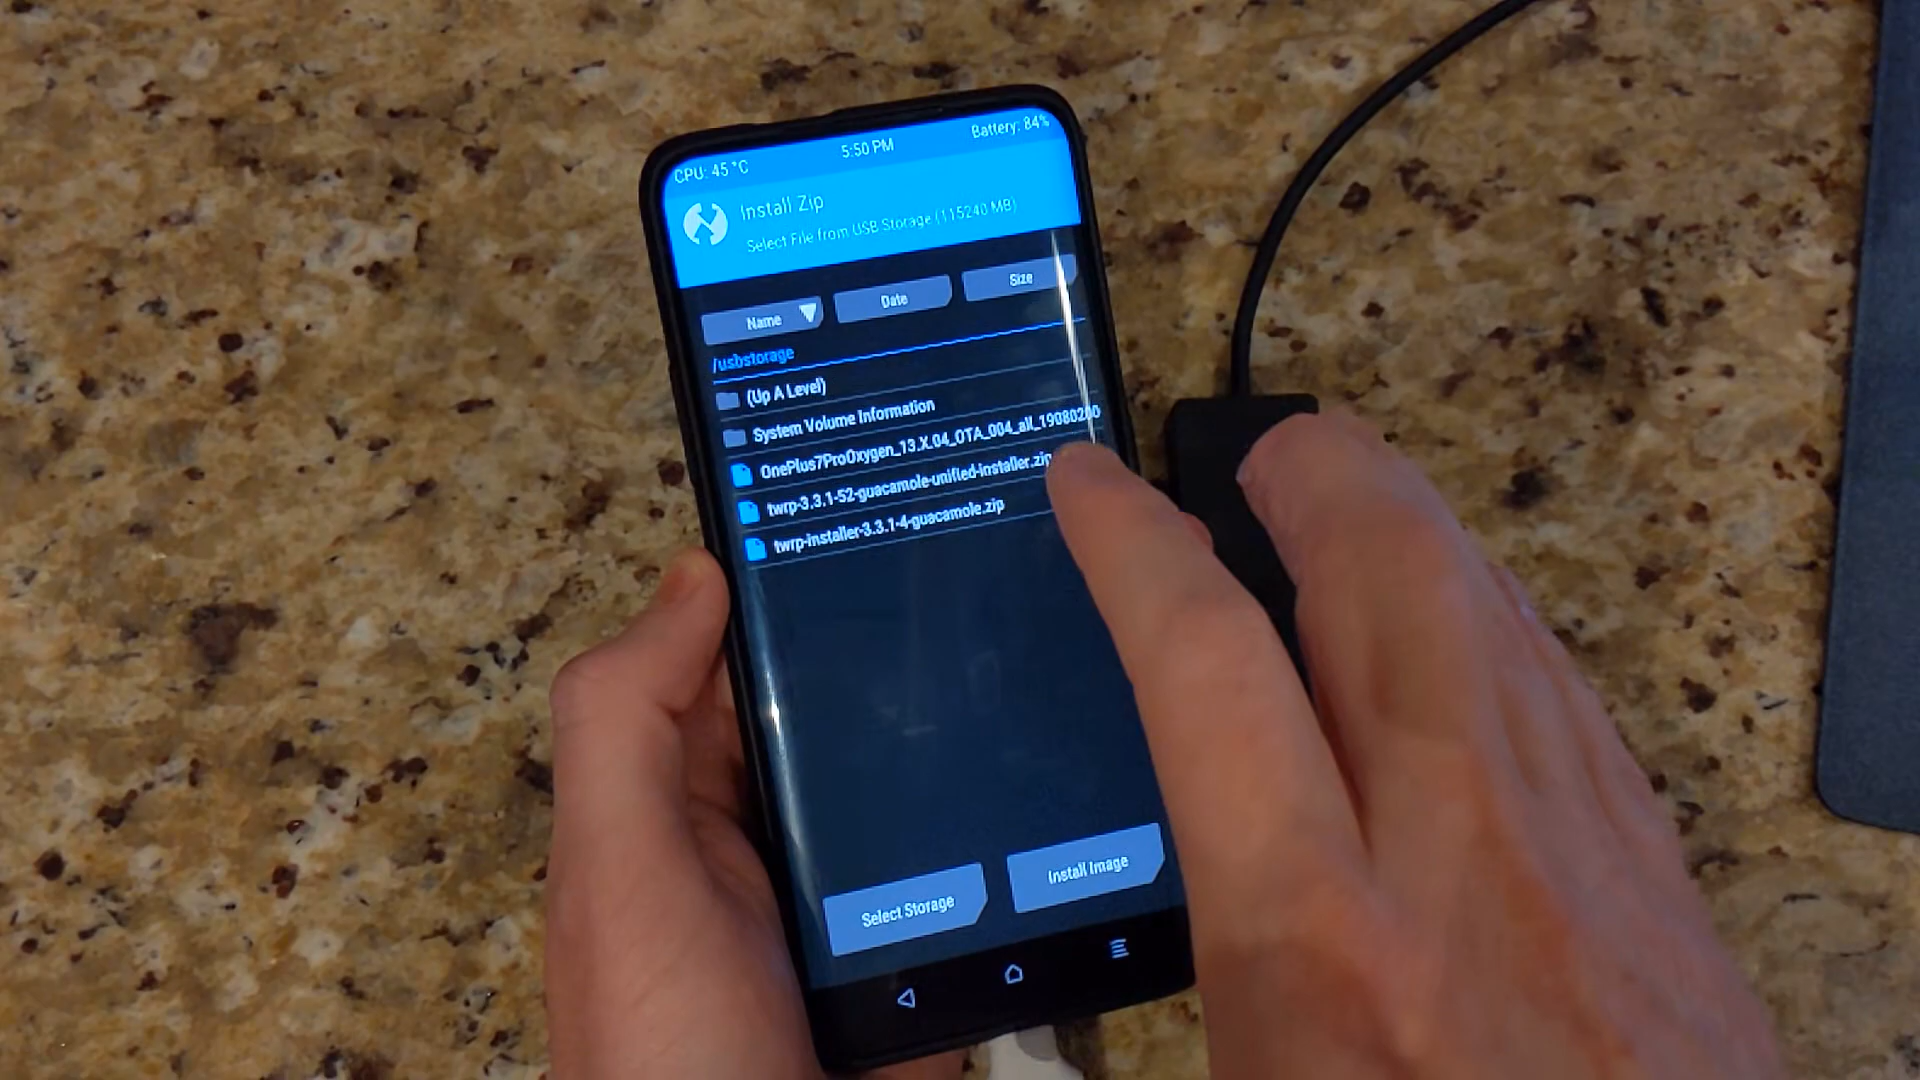 CPU: 45 °C 5:50 PM Battery: 84%
Install Zip
Select File from USB Storage (115240 MB)
Name Date Size
/usbstorage
(Up A Level)
System Volume Information
OnePlus7ProOxygen_13.X.04_OTA_004_all_19080200
twrp-3.3.1-52-guacamole-unified-installer.zip
twrp-installer-3.3.1-4-guacamole.zip
Select Storage Install Image